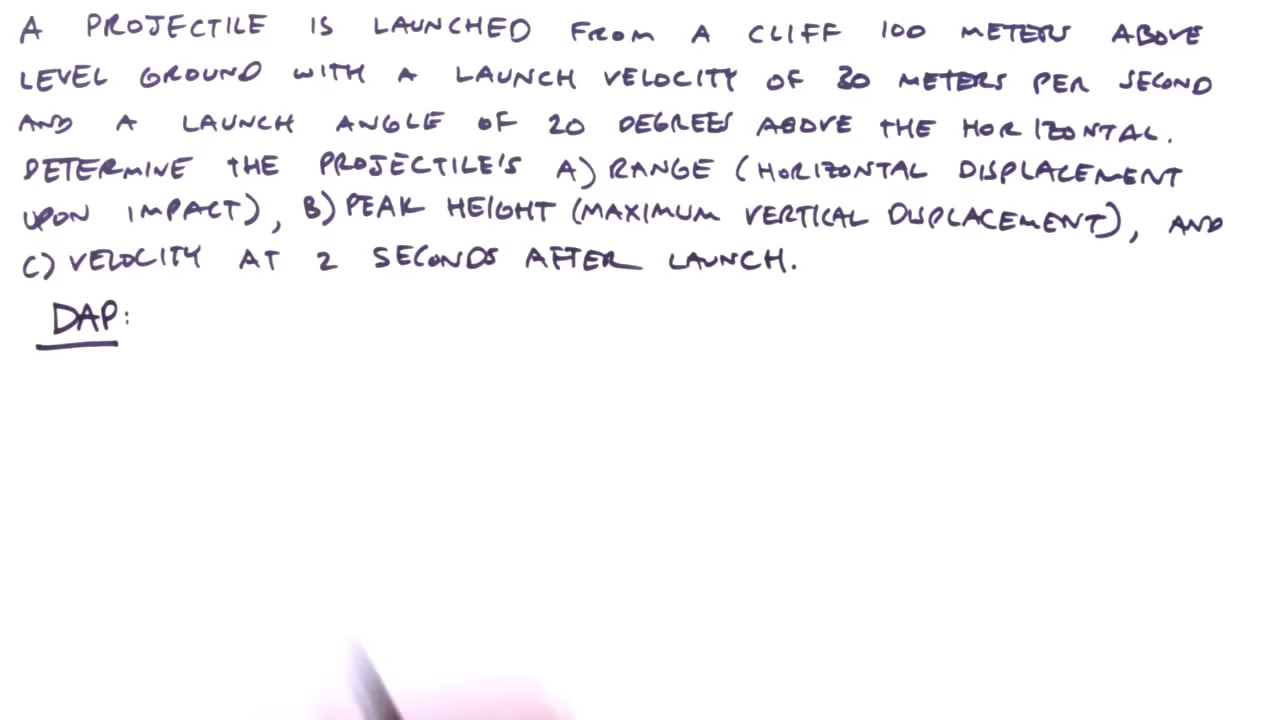 A PROJECTILE IS LAUNCHED FROM A CLIFF 100 METERS ABOVE
LEVEL GROUND WITH A LAUNCH VELOCITY OF 30 METERS PER SECOND
AND A LAUNCH ANGLE OF 20 DEGREES ABOVE THE HORIZONTAL.
DETERMINE THE PROJECTILE'S A) RANGE (HORIZONTAL DISPLACEMENT
UPON IMPACT), B) PEAK HEIGHT (MAXIMUM VERTICAL DISPLACEMENT), AND
C) VELOCITY AT 2 SECONDS AFTER LAUNCH.
DAP: